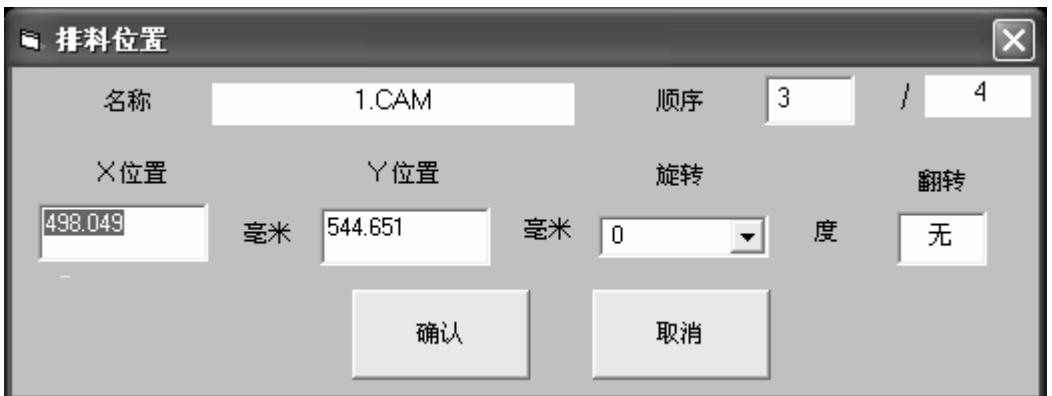 排料位置
名称 1.CAM 顺序 3 / 4
X位置 Y位置 旋转 翻转
498.049 毫米 544.651 毫米 0 度 无
确认 取消